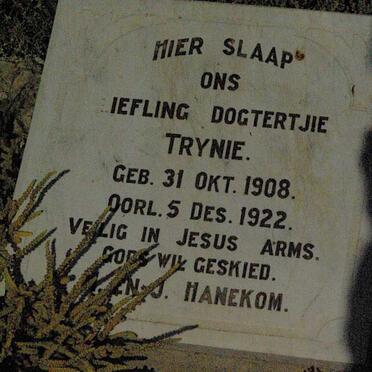 HIER SLAAP
ONS
IEFLING DOGTERTJIE
TRYNIE.
GEB. 31 OKT. 1908.
OORL. 5 DES. 1922.
VEILIG IN JESUS ARMS.
GODS WIL GESKIED.
EN J. HANEKOM.